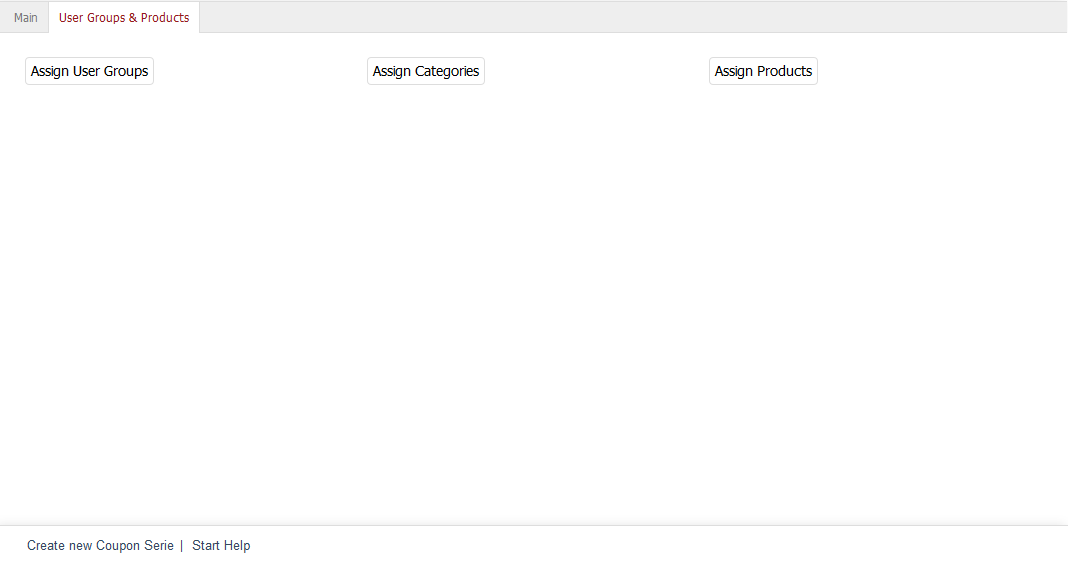 Main User Groups & Products
Assign User Groups Assign Categories Assign Products
Create new Coupon Serie | Start Help